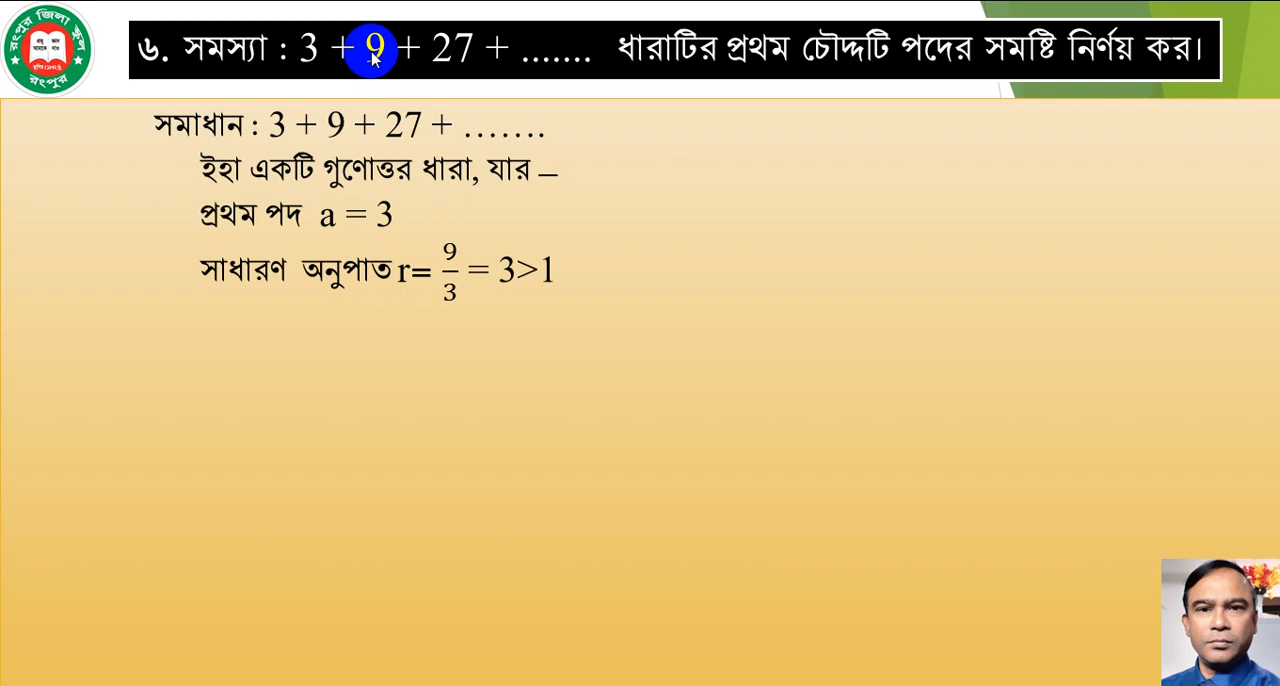 রংপুর জিলা স্কুল
রংপুর
৬. সমস্যা : 3 + 9 + 27 + ....... ধারাটির প্রথম চৌদ্দটি পদের সমষ্টি নির্ণয় কর।
সমাধান : 3 + 9 + 27 + …….
ইহা একটি গুণোত্তর ধারা, যার –
প্রথম পদ a = 3
সাধারণ অনুপাত r= 9/3 = 3>1